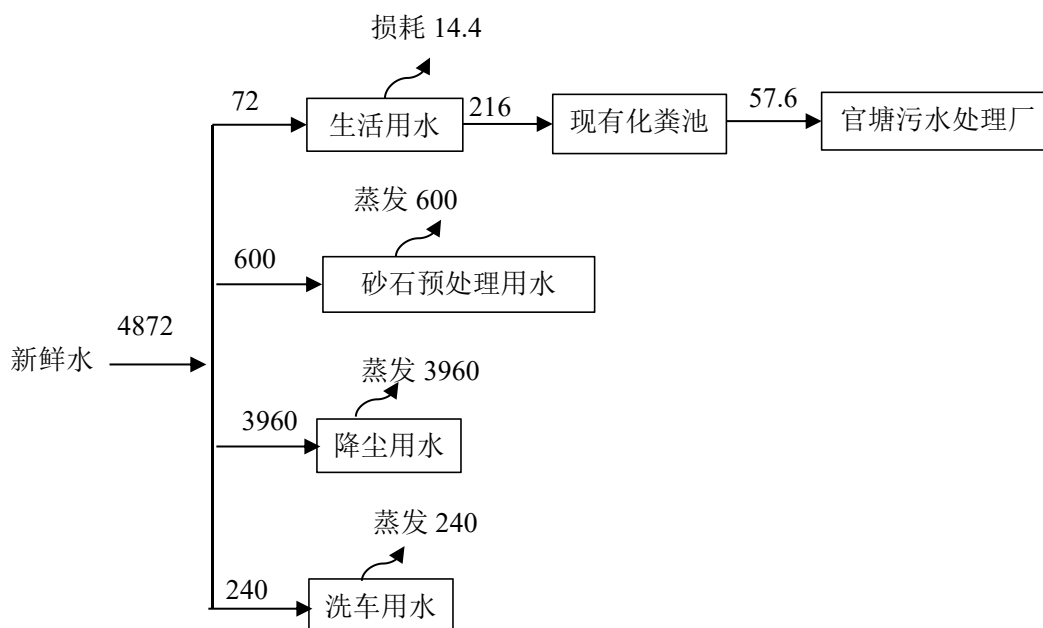 损耗 14.4
72
生活用水
216
现有化粪池
57.6
官塘污水处理厂
蒸发 600
600
砂石预处理用水
新鲜水
4872
蒸发 3960
3960
降尘用水
蒸发 240
240
洗车用水